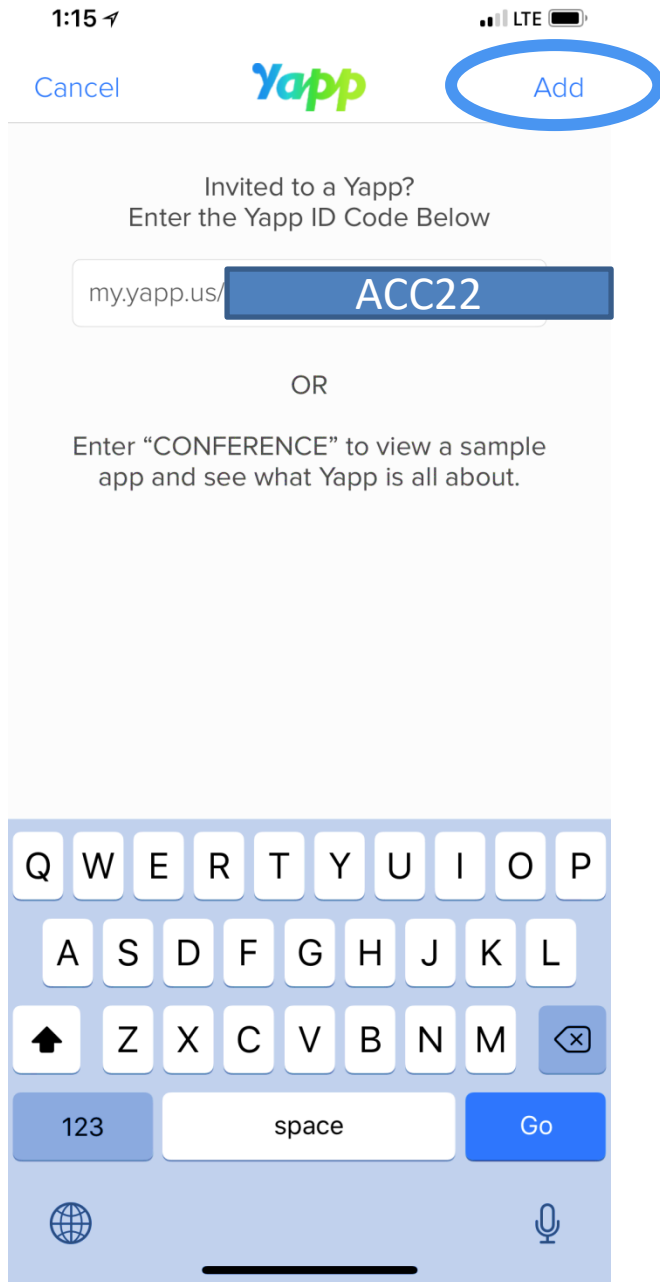 1:15 LTE
Cancel Yapp Add
Invited to a Yapp?
Enter the Yapp ID Code Below
my.yapp.us/ ACC22
OR
Enter “CONFERENCE” to view a sample
app and see what Yapp is all about.
Q W E R T Y U I O P
A S D F G H J K L
Z X C V B N M
123 space Go